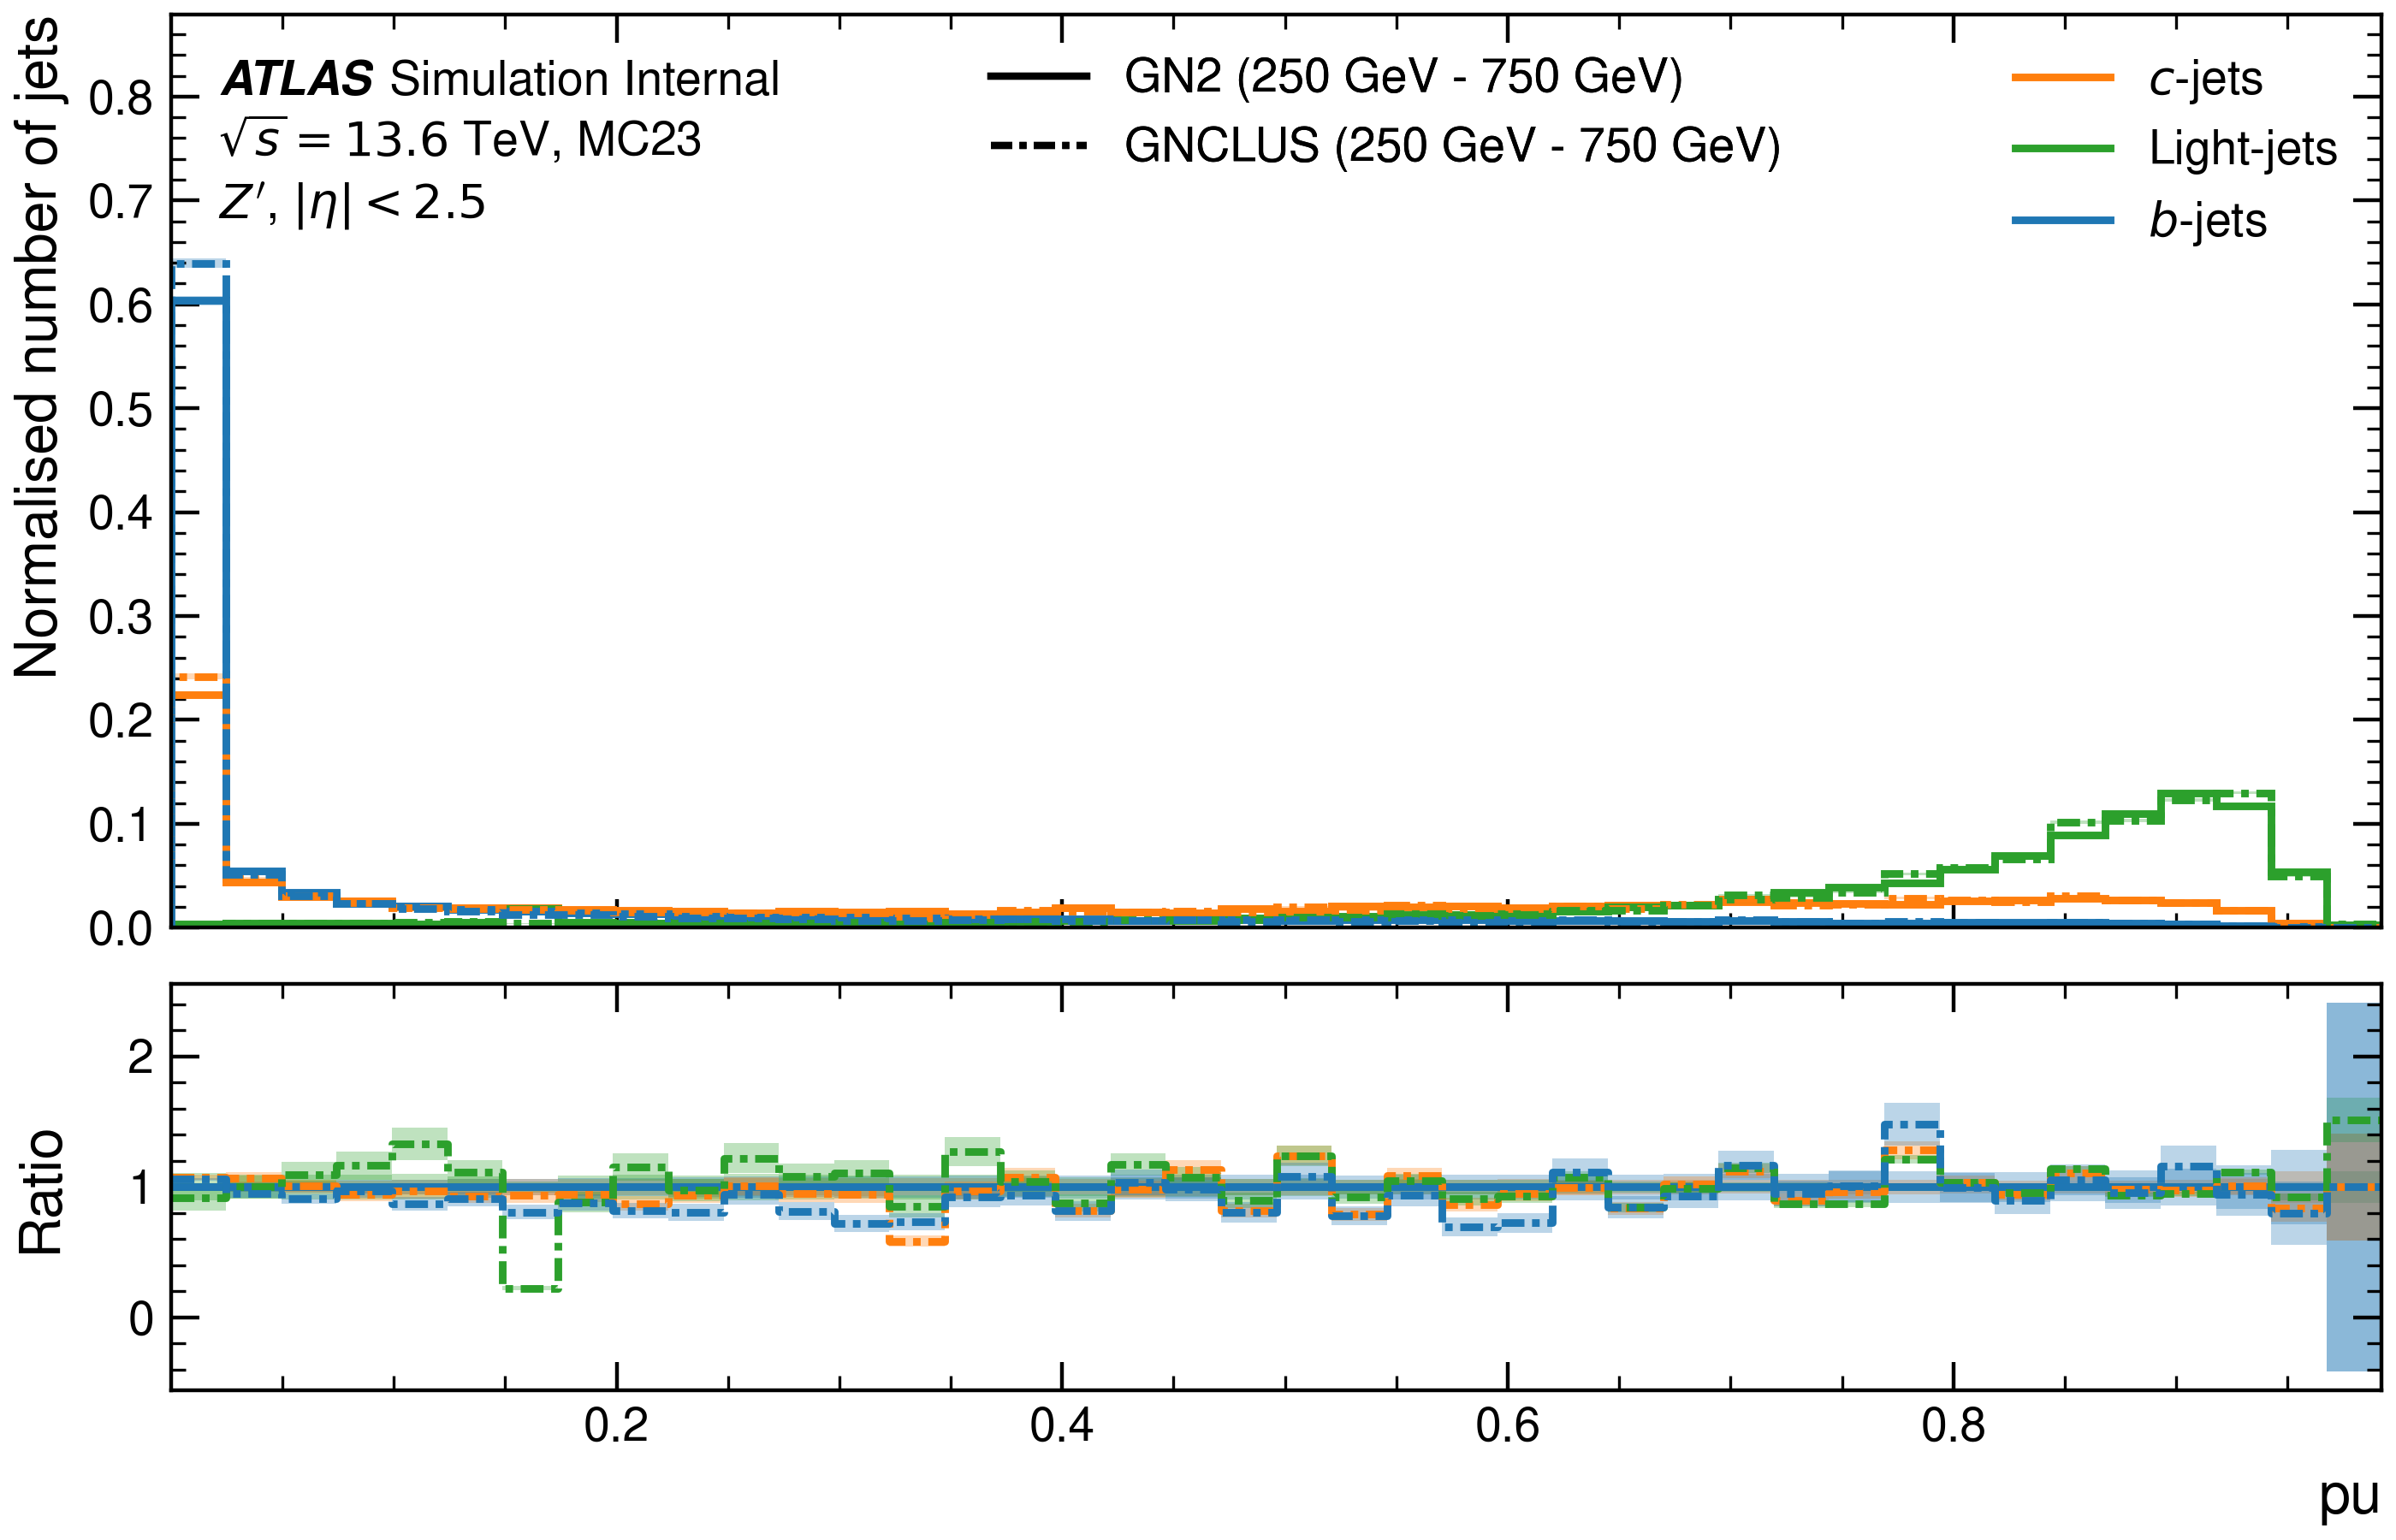 Normalised number of jets
ATLAS Simulation Internal
√s = 13.6 TeV, MC23
Z′, |η| < 2.5
GN2 (250 GeV - 750 GeV)
GNCLUS (250 GeV - 750 GeV)
c-jets
Light-jets
b-jets
0.8
0.7
0.6
0.5
0.4
0.3
0.2
0.1
0.0
Ratio
2
1
0
0.2 0.4 0.6 0.8
pu